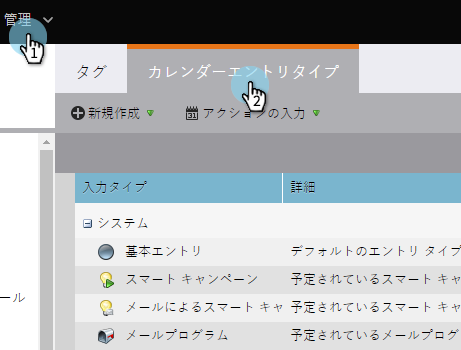 管理
1
タグ
カレンダーエントリタイプ
2
新規作成
アクションの入力
入力タイプ 詳細
システム
基本エントリ デフォルトのエントリ タイプ
スマート キャンペーン 予定されているスマート キャ
ール
メールによるスマート キャ 予定されているスマート キャ
メールプログラム 予定されているメールプログ